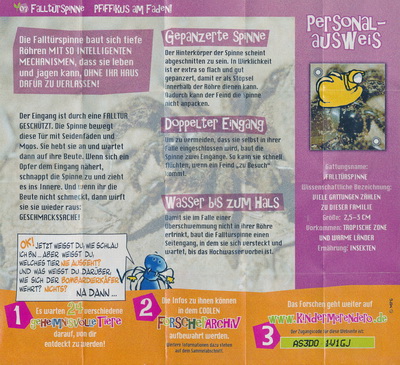 Falltürspinne Pfiffikus am Faden!
Die Falltürspinne baut sich tiefe
Röhren MIT SO INTELLIGENTEN
MECHANISMEN, dass sie leben
und jagen kann, OHNE IHR HAUS
DAFÜR ZU VERLASSEN!
Der Eingang ist durch eine FALLTÜR
GESCHÜTZT. Die Spinne bewegt
diese Tür mit Seidenfäden und
Moos. Sie hebt sie an und wartet
dann auf ihre Beute. Wenn sich ein
Opfer dem Eingang nähert,
schnappt die Spinne zu und zieht
es ins Innere. Und wenn ihr die
Beute nicht schmeckt, dann wirft
sie sie wieder raus:
GESCHMACKSSACHE!
Gepanzerte Spinne
Der Hinterkörper der Spinne scheint
abgeschnitten zu sein. In Wirklichkeit
ist er extra so flach und gut
gepanzert, damit er als Stöpsel
innerhalb der Röhre dienen kann.
Dadurch kann der Feind die Spinne
nicht anpacken.
Doppelter Eingang
Um zu vermeiden, dass sie selbst in ihrer
Falle eingeschlossen wird, baut die
Spinne zwei Eingänge. So kann sie schnell
flüchten, wenn ein Feind „zu Besuch"
kommt.
Wasser bis zum Hals
Damit sie im Falle einer
Überschwemmung nicht in ihrer Röhre
ertrinkt, baut die Falltürspinne einen
Seitengang, in dem sie sich versteckt und
wartet, bis das Hochwasser vorbei ist.
Personal-
ausweis
Gattungsname:
FALLTÜRSPINNE
Wissenschaftliche Bezeichnung:
VIELE GATTUNGEN ZÄHLEN
ZU DIESER FAMILIE
Größe: 2,5-3 CM
Vorkommen: TROPISCHE ZONE
UND WARME LÄNDER
Ernährung: INSEKTEN
OK! JETZT WEISST DU, WIE SCHLAU
ICH BIN... ABER WEISST DU,
WELCHES TIER NIE AUSGEHT?
UND WAS WEISST DU DARÜBER,
WIE SICH DER BOMBARDIERKÄFER
WEHRT? NICHTS?
NA DANN ...
1
Es warten 24 verschiedene
geheimnisvolle Tiere
darauf, von dir
entdeckt zu werden!
2
Die Infos zu ihnen können
in dem COOLEN
Forscherarchiv
aufbewahrt werden.
Weitere Informationen dazu findest
du auf dem Sammelobjekt.
3
Das Forschen geht weiter auf
www.Kindermerendero.de
AS3DO 1V1GJ